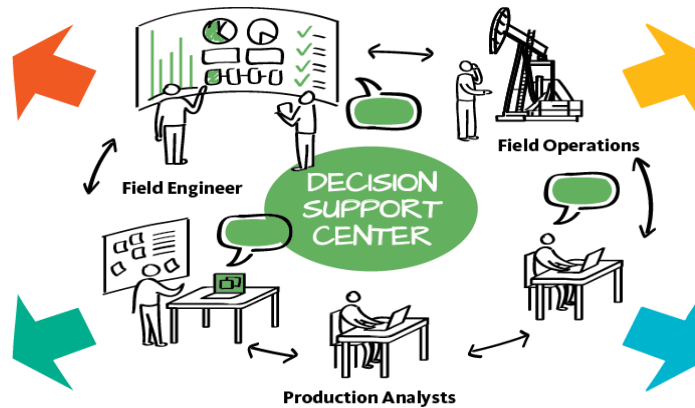 Field Operations
Field Engineer
DECISION
SUPPORT
CENTER
Production Analysts